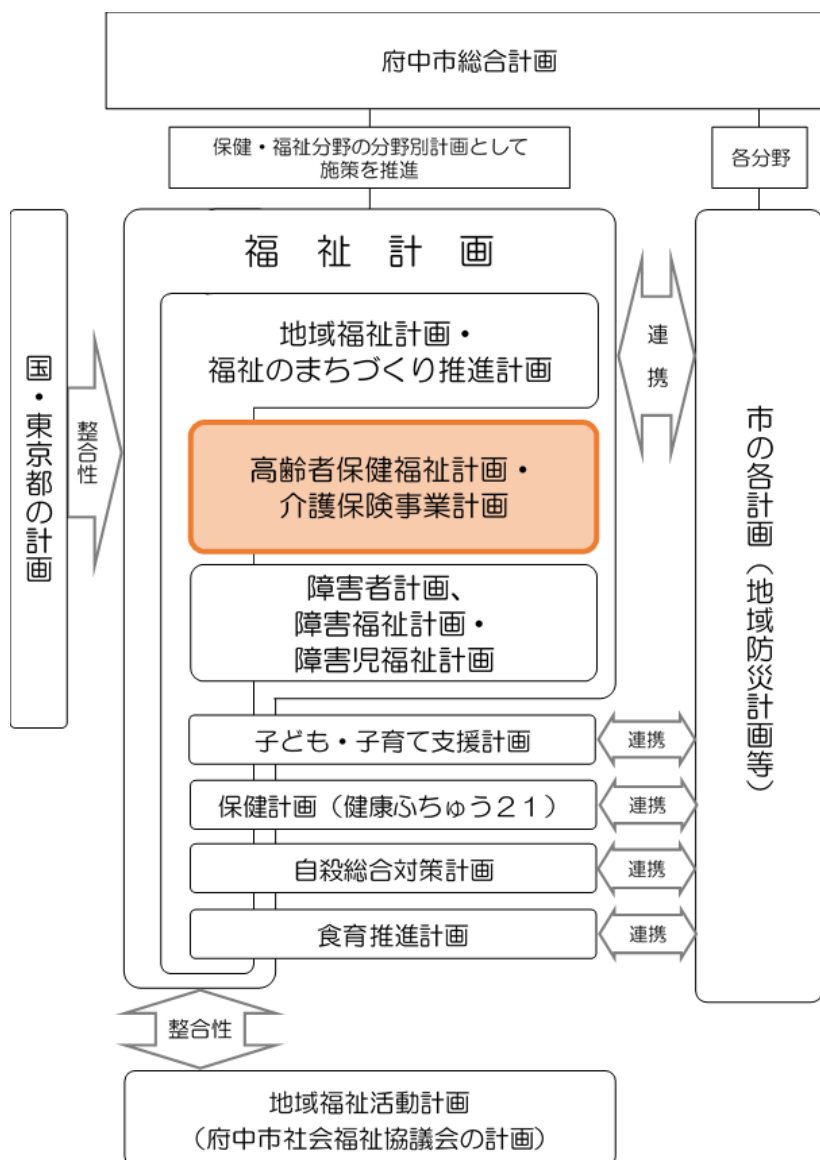 府中市総合計画
保健・福祉分野の分野別計画として
施策を推進
各分野
福祉計画
国・東京都の計画
整合性
地域福祉計画・
福祉のまちづくり推進計画
連携
高齢者保健福祉計画・
介護保険事業計画
障害者計画、
障害福祉計画・
障害児福祉計画
市の各計画（地域防災計画等）
子ども・子育て支援計画
連携
保健計画（健康ふちゅう２１）
連携
自殺総合対策計画
連携
食育推進計画
連携
整合性
地域福祉活動計画
（府中市社会福祉協議会の計画）